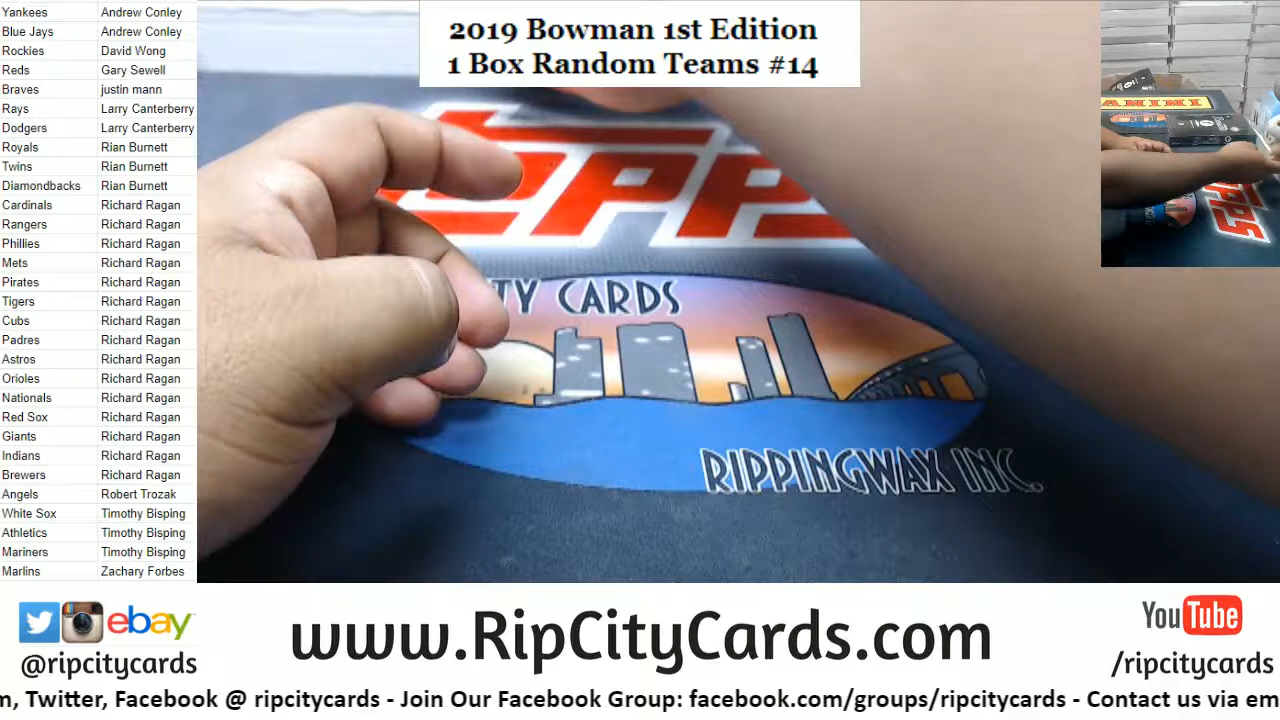 Yankees Andrew Conley
Blue Jays Andrew Conley
Rockies David Wong
Reds Gary Sewell
Braves justin mann
Rays Larry Canterberry
Dodgers Larry Canterberry
Royals Rian Burnett
Twins Rian Burnett
Diamondbacks Rian Burnett
Cardinals Richard Ragan
Rangers Richard Ragan
Phillies Richard Ragan
Mets Richard Ragan
Pirates Richard Ragan
Tigers Richard Ragan
Cubs Richard Ragan
Padres Richard Ragan
Astros Richard Ragan
Orioles Richard Ragan
Nationals Richard Ragan
Red Sox Richard Ragan
Giants Richard Ragan
Indians Richard Ragan
Brewers Richard Ragan
Angels Robert Trozak
White Sox Timothy Bisping
Athletics Timothy Bisping
Mariners Timothy Bisping
Marlins Zachary Forbes
2019 Bowman 1st Edition
1 Box Random Teams #14
OPPS
TY CARDS
RIPPINGWAX INC.
ANINI
OPPS
ebay
@ripcitycards
www.RipCityCards.com
YouTube
/ripcitycards
m, Twitter, Facebook @ ripcitycards - Join Our Facebook Group: facebook.com/groups/ripcitycards - Contact us via em